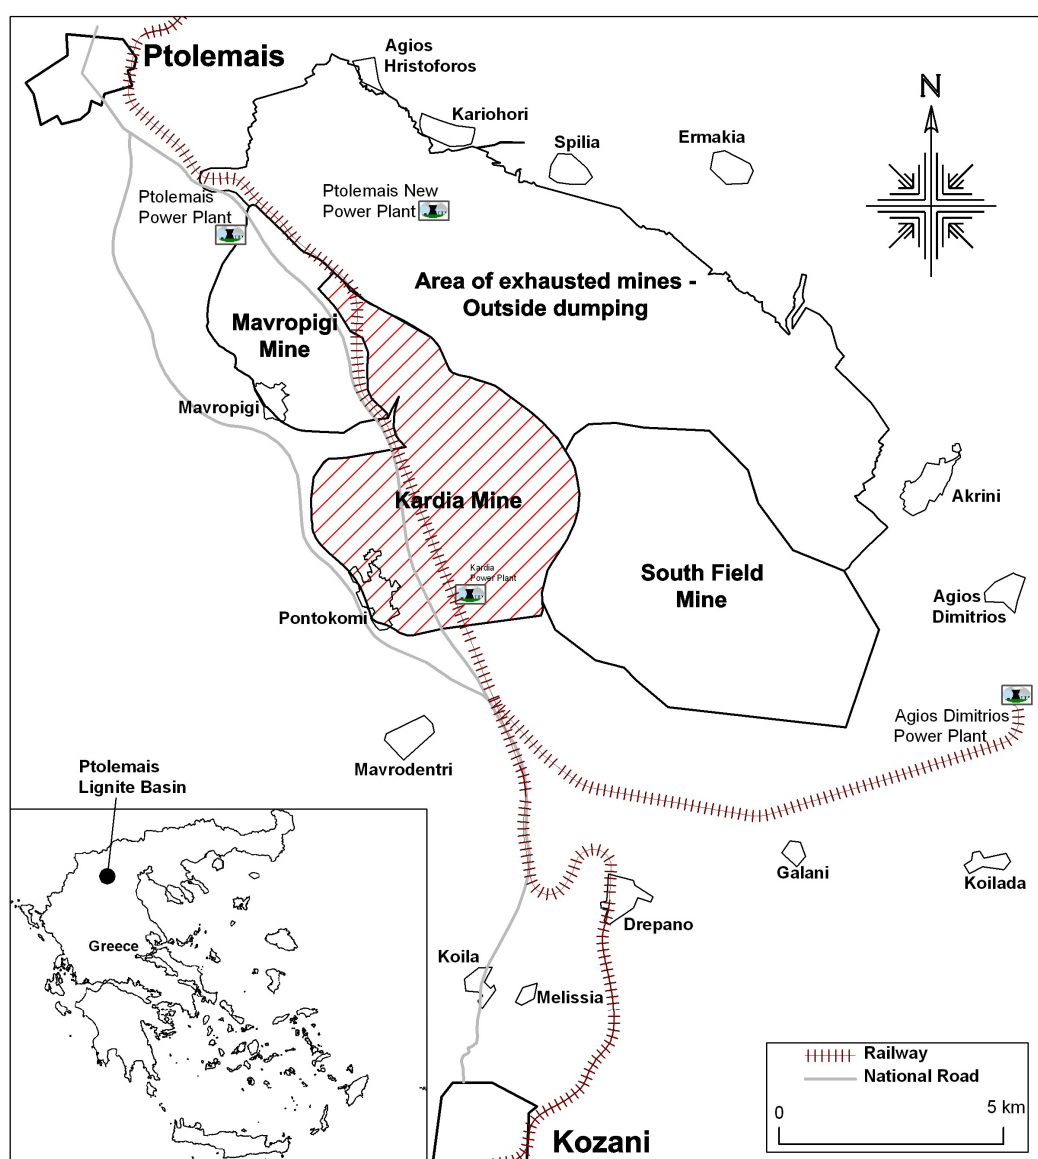 Ptolemais
Agios
Hristoforos
Kariohori
Spilia
Ermakia
N
Ptolemais
Power Plant
Ptolemais New
Power Plant
Area of exhausted mines -
Outside dumping
Mavropigi
Mine
Mavropigi
Kardia Mine
Akrini
Kardia
Power Plant
South Field
Mine
Agios
Dimitrios
Pontokomi
Agios Dimitrios
Power Plant
Mavrodentri
Ptolemais
Lignite Basin
Galani
Koilada
Drepano
Greece
Koila
Melissia
Railway
National Road
0
5 km
Kozani